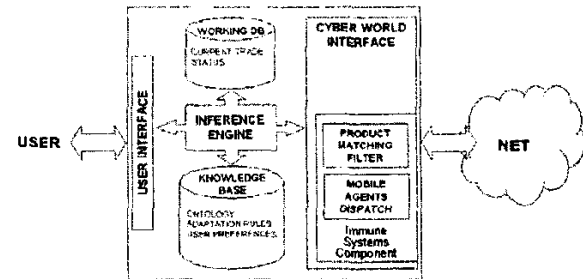 USER
USER INTERFACE
WORKING DB
CURRENT TRADE
STATUS
INFERENCE
ENGINE
KNOWLEDGE
BASE
ONTOLOGY
ADAPTATION RULES
USER PREFERENCES
CYBER WORLD
INTERFACE
PRODUCT
MATCHING
FILTER
MOBILE
AGENTS
DISPATCH
Immune
Systems
Component
NET